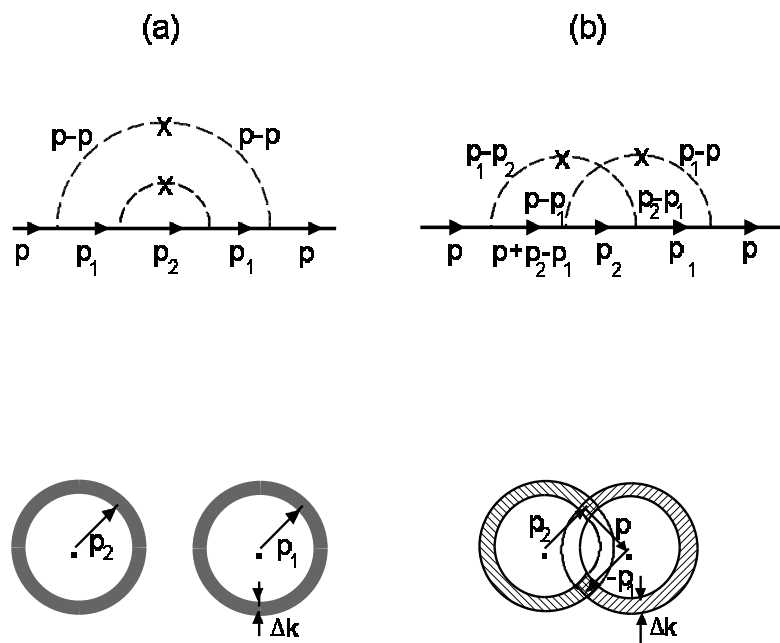 (a)
(b)
p-p
x
p-p
x
p
p₁
p₂
p₁
p
p₁-p₂
x
x
p₁-p
p-p₁
p₂-p₁
p
p+p₂-p₁
p₂
p₁
p
p₂
p₁
Δk
p₂
p
-p₁
Δk